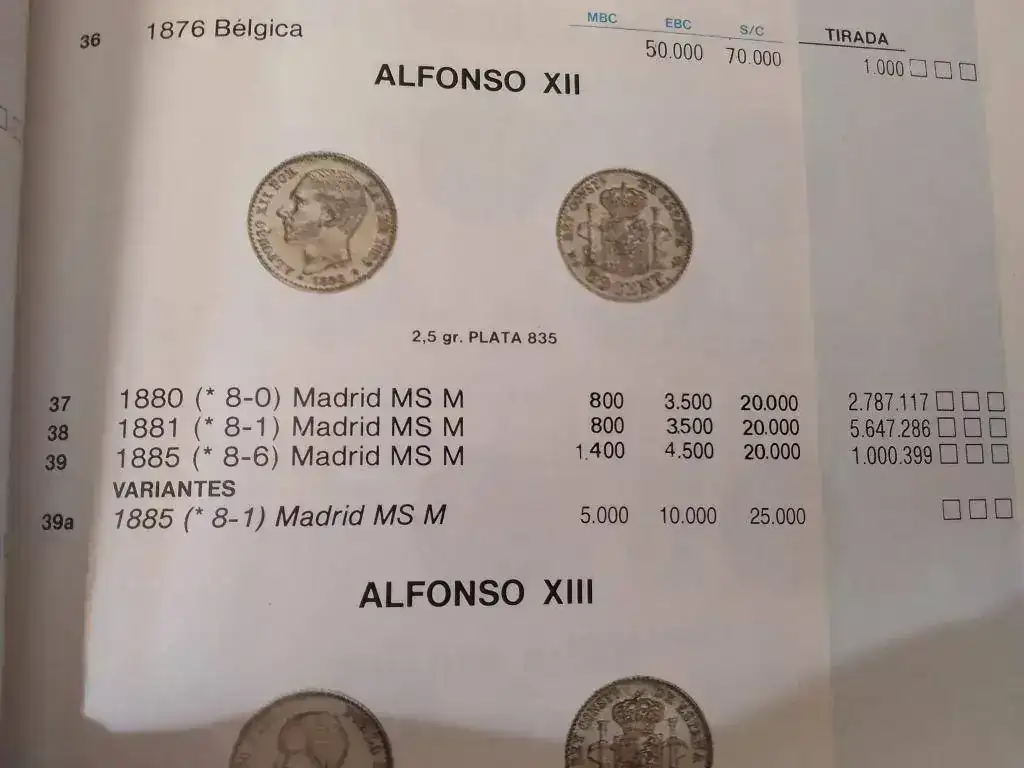 MBC EBC S/C TIRADA
36 1876 Bélgica 50.000 70.000 1.000
ALFONSO XII
2,5 gr. PLATA 835
37 1880 (* 8-0) Madrid MS M 800 3.500 20.000 2.787.117
38 1881 (* 8-1) Madrid MS M 800 3.500 20.000 5.647.286
39 1885 (* 8-6) Madrid MS M 1.400 4.500 20.000 1.000.399
VARIANTES
39a 1885 (* 8-1) Madrid MS M 5.000 10.000 25.000
ALFONSO XIII